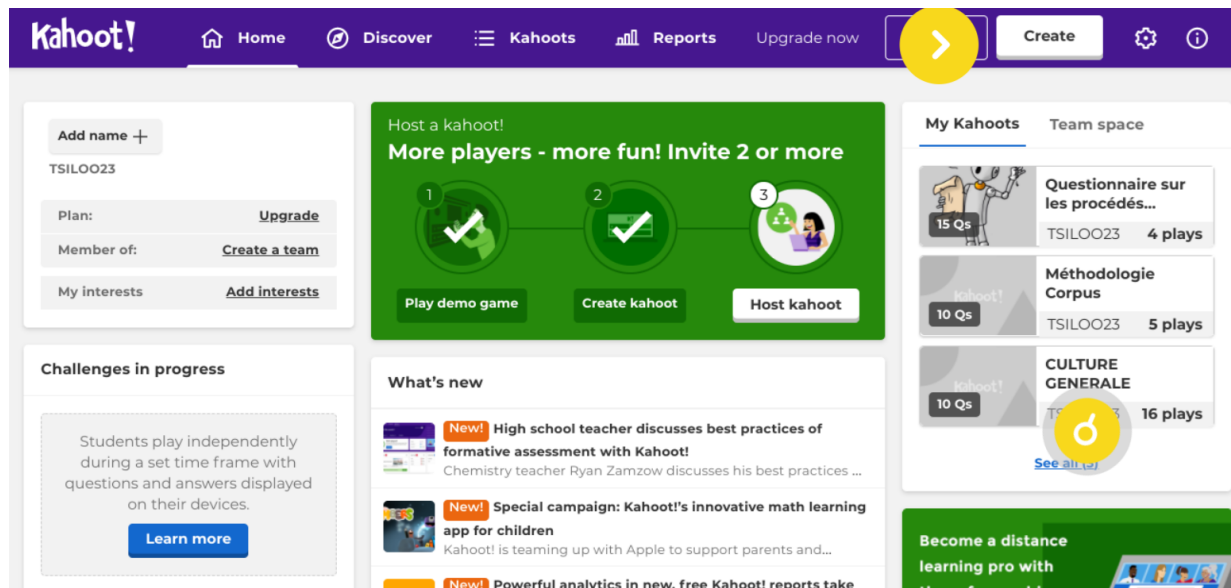 Kahoot!
Home
Discover
Kahoots
Reports
Upgrade now
Create
Add name
TSILOO23
Plan: Upgrade
Member of: Create a team
My interests Add interests
Challenges in progress
Students play independently
during a set time frame with
questions and answers displayed
on their devices.
Learn more
Host a kahoot!
More players - more fun! Invite 2 or more
1
2
3
Play demo game
Create kahoot
Host kahoot
What's new
New! High school teacher discusses best practices of
formative assessment with Kahoot!
Chemistry teacher Ryan Zamzow discusses his best practices ...
New! Special campaign: Kahoot!'s innovative math learning
app for children
Kahoot! is teaming up with Apple to support parents and...
New! Powerful analytics in new, free Kahoot! reports take
My Kahoots
Team space
15 Qs
Questionnaire sur
les procédés...
TSILOO23 4 plays
Kahoot!
10 Qs
Méthodologie
Corpus
TSILOO23 5 plays
Kahoot!
10 Qs
CULTURE
GENERALE
16 plays
See all
Become a distance
learning pro with